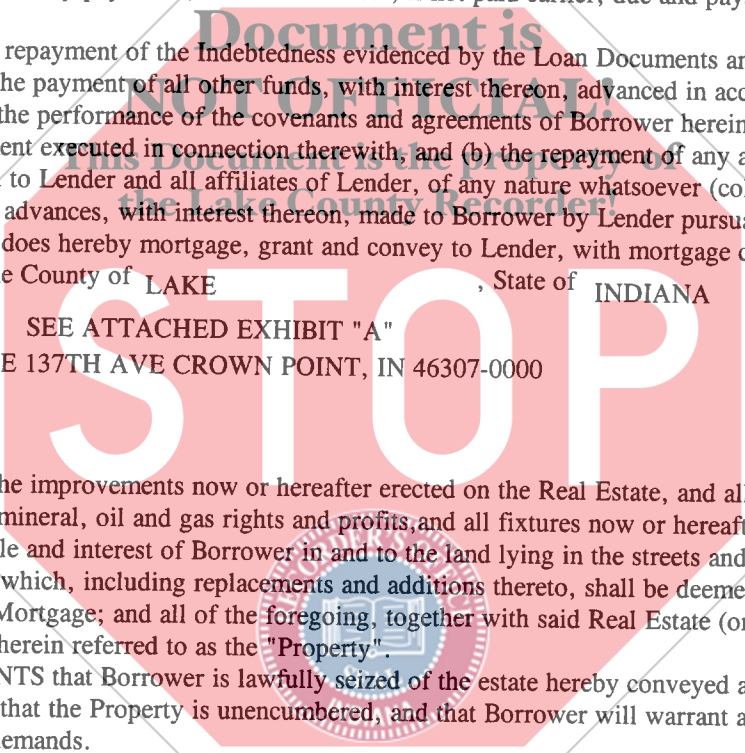 Document is
repayment of the Indebtedness evidenced by the Loan Documents an
he payment of all other funds, with interest thereon, advanced in acc
NOT OFFICIAL!
the performance of the covenants and agreements of Borrower herein
ent executed in connection therewith, and (b) the repayment of any a
This Document is the property of
to Lender and all affiliates of Lender, of any nature whatsoever (co
the Lake County Recorder!
advances, with interest thereon, made to Borrower by Lender pursua
does hereby mortgage, grant and convey to Lender, with mortgage c
e County of LAKE , State of INDIANA
SEE ATTACHED EXHIBIT "A"
E 137TH AVE CROWN POINT, IN 46307-0000
STOP
he improvements now or hereafter erected on the Real Estate, and all
mineral, oil and gas rights and profits,and all fixtures now or hereaft
le and interest of Borrower in and to the land lying in the streets and
which, including replacements and additions thereto, shall be deeme
Mortgage; and all of the foregoing, together with said Real Estate (or
herein referred to as the "Property".
NTS that Borrower is lawfully seized of the estate hereby conveyed a
that the Property is unencumbered, and that Borrower will warrant a
emands.